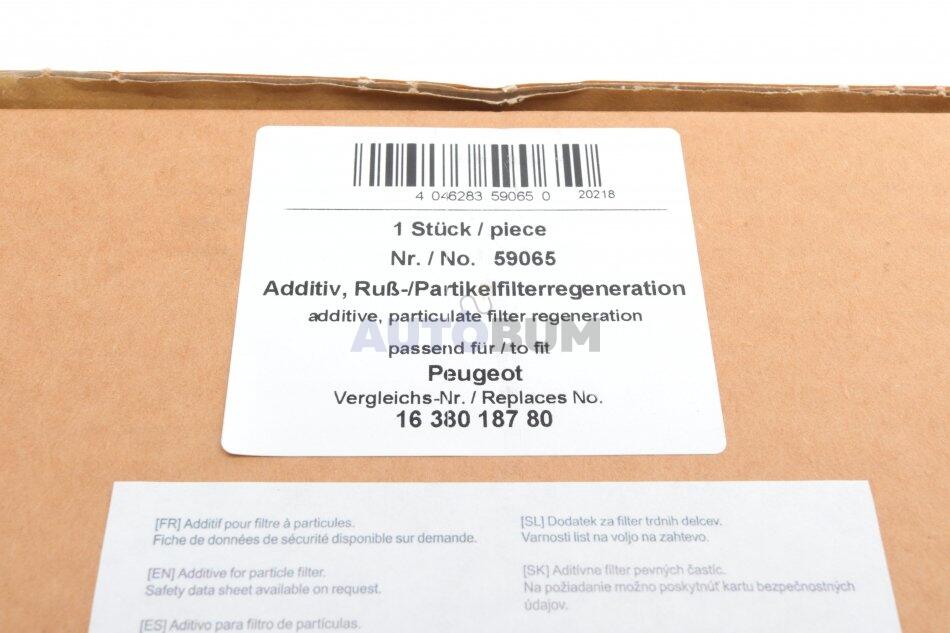 4 046283 59065 0
20218
1 Stück / piece
Nr. / No. 59065
Additiv, Ruß-/Partikelfilterregeneration
additive, particulate filter regeneration
AUTOBUM
passend für / to fit
Peugeot
Vergleichs-Nr. / Replaces No.
16 380 187 80
[FR] Additif pour filtre à particules.
Fiche de données de sécurité disponible sur demande.
[EN] Additive for particle filter.
Safety data sheet available on request.
[ES] Aditivo para filtro de partículas.
[SL] Dodatek za filter trdnih delcev.
Varnosti list na voljo na zahtevo.
[SK] Aditívne filter pevných častíc.
Na požiadanie možno poskytnúť kartu bezpečnostných
údajov.